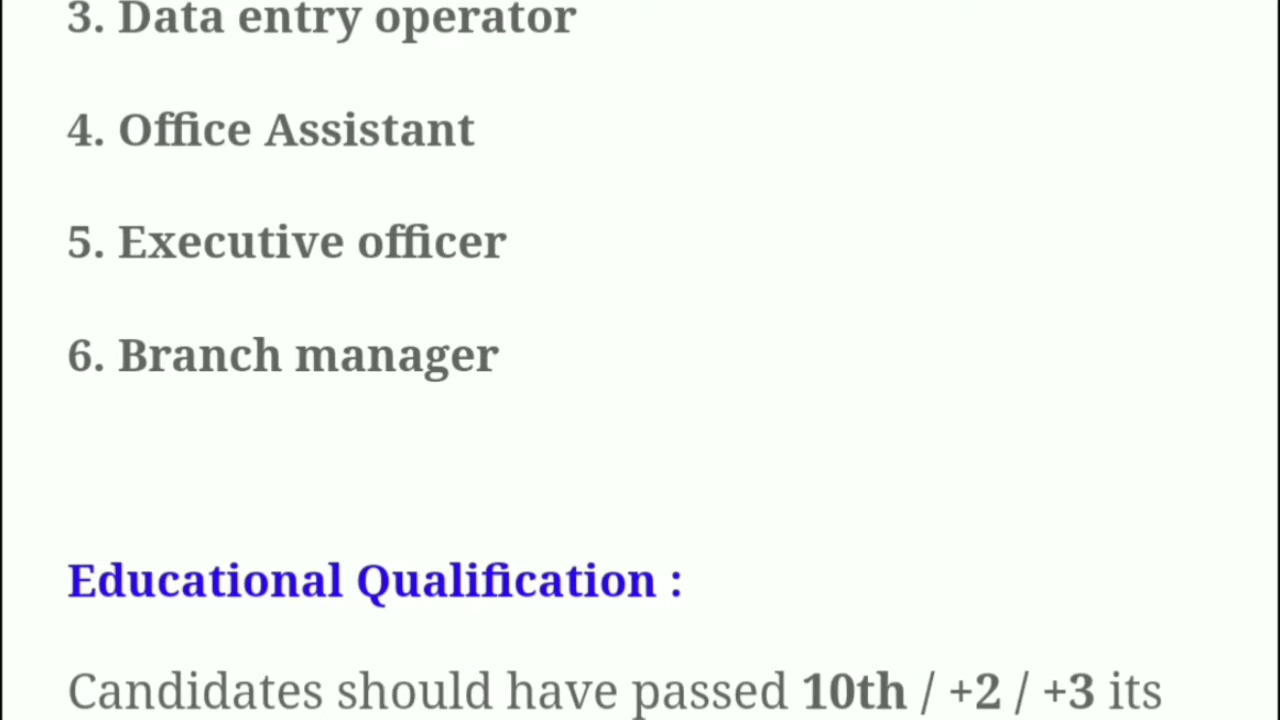 3. Data entry operator
4. Office Assistant
5. Executive officer
6. Branch manager
Educational Qualification :
Candidates should have passed 10th / +2 / +3 its